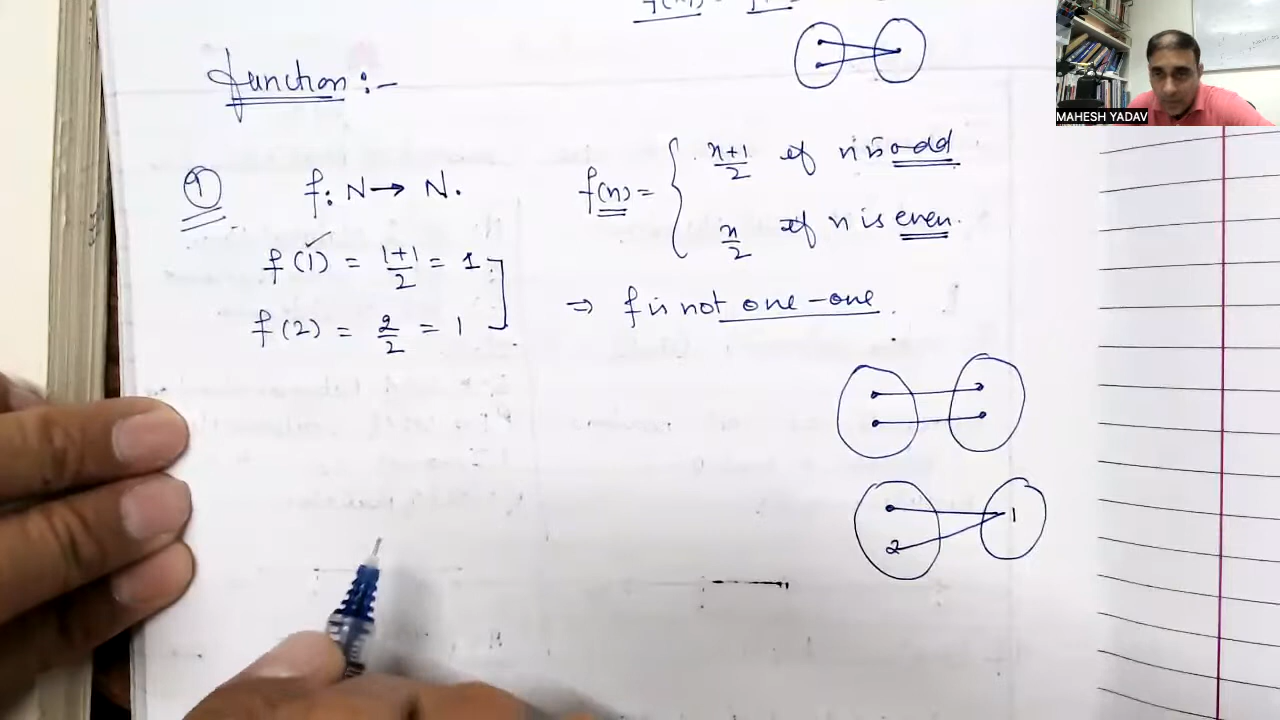 MAHESH YADAV
function :-
① f: N → N. f(n) = { n+1/2 if n is odd
n/2 if n is even.
f(1) = 1+1/2 = 1
f(2) = 2/2 = 1
⇒ f is not one-one.
1
2